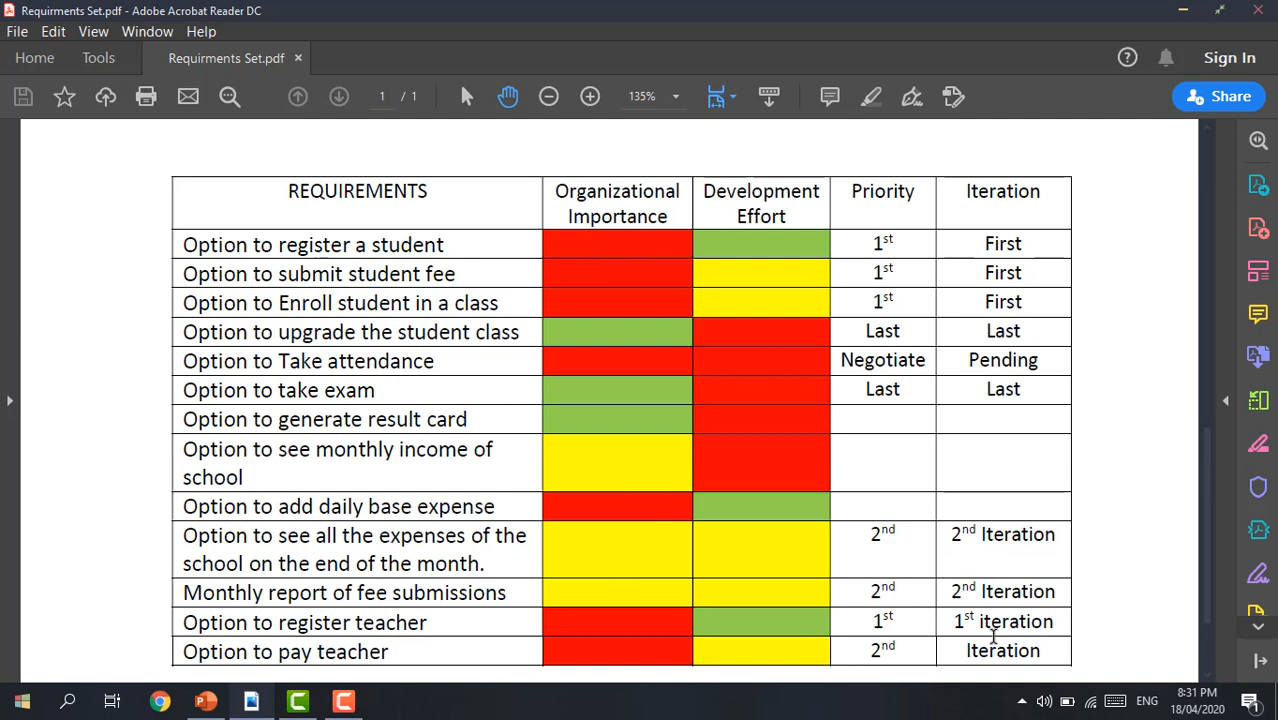 Requirments Set.pdf - Adobe Acrobat Reader DC
File Edit View Window Help
Home Tools Requirments Set.pdf × Sign In
1 / 1 135% Share
REQUIREMENTS Organizational Importance Development Effort Priority Iteration
Option to register a student 1st First
Option to submit student fee 1st First
Option to Enroll student in a class 1st First
Option to upgrade the student class Last Last
Option to Take attendance Negotiate Pending
Option to take exam Last Last
Option to generate result card
Option to see monthly income of
school
Option to add daily base expense
Option to see all the expenses of the 2nd 2nd Iteration
school on the end of the month.
Monthly report of fee submissions 2nd 2nd Iteration
Option to register teacher 1st 1st iteration
Option to pay teacher 2nd Iteration
ENG 8:31 PM
18/04/2020